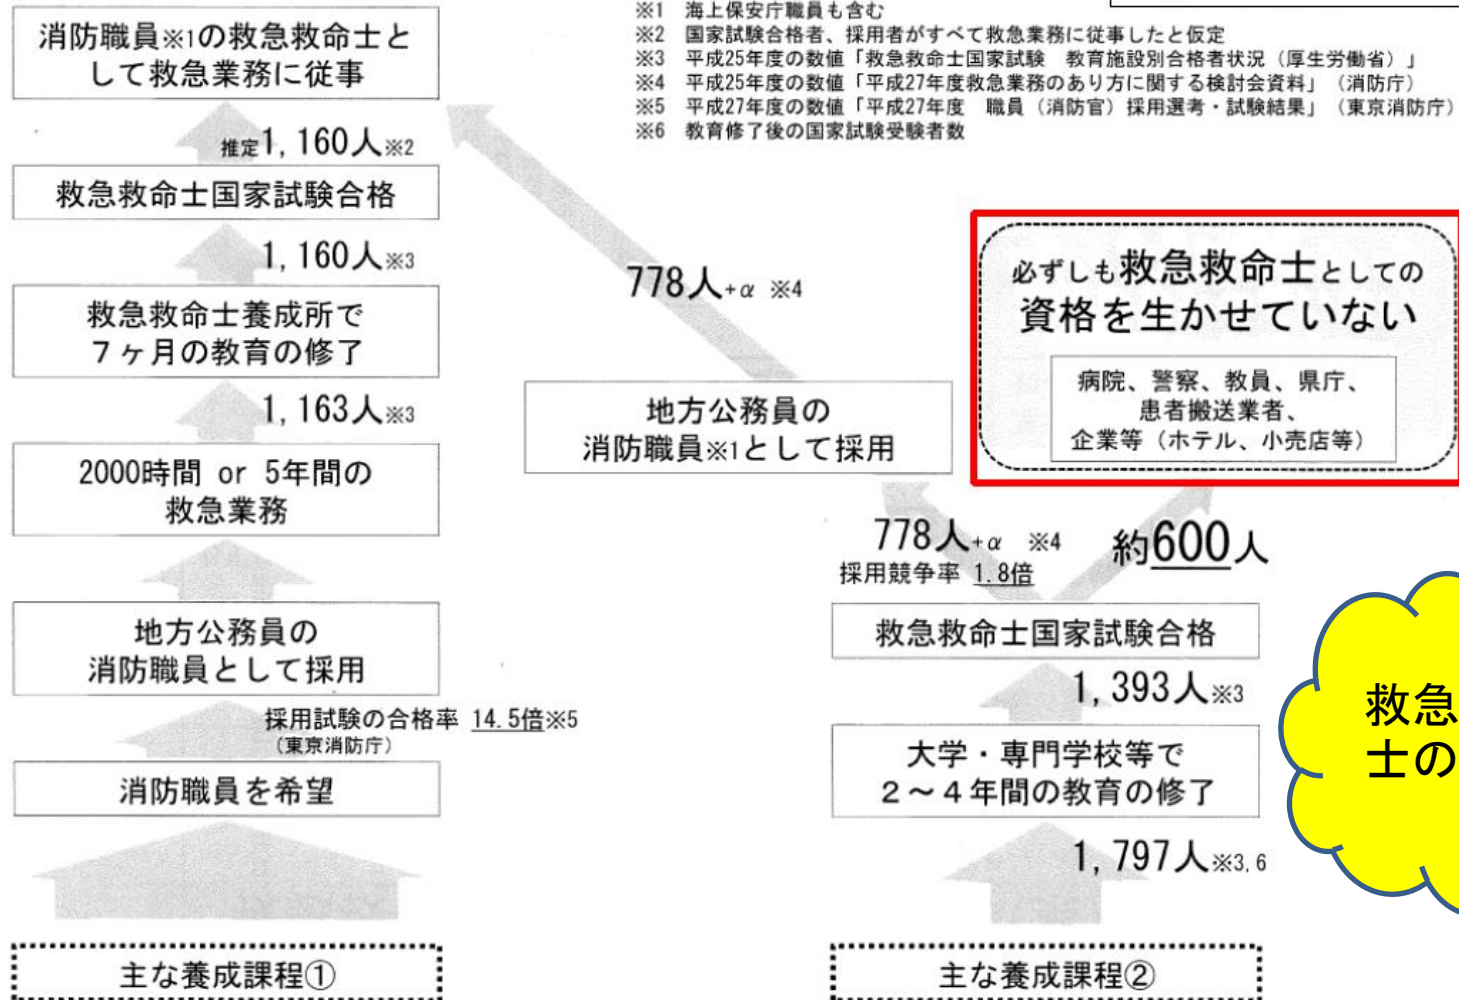 ※1 海上保安庁職員も含む
※2 国家試験合格者、採用者がすべて救急業務に従事したと仮定
※3 平成25年度の数値「救急救命士国家試験 教育施設別合格者状況（厚生労働省）」
※4 平成25年度の数値「平成27年度救急業務のあり方に関する検討会資料」（消防庁）
※5 平成27年度の数値「平成27年度 職員（消防官）採用選考・試験結果」（東京消防庁）
※6 教育修了後の国家試験受験者数
消防職員※1の救急救命士と
して救急業務に従事
推定1,160人※2
救急救命士国家試験合格
1,160人※3
救急救命士養成所で
7ヶ月の教育の修了
1,163人※3
2000時間 or 5年間の
救急業務
地方公務員の
消防職員として採用
採用試験の合格率 14.5倍※5
（東京消防庁）
消防職員を希望
主な養成課程①
778人+α ※4
地方公務員の
消防職員※1として採用
必ずしも救急救命士としての
資格を生かせていない
病院、警察、教員、県庁、
患者搬送業者、
企業等（ホテル、小売店等）
778人+α ※4
採用競争率 1.8倍
約600人
救急救命士国家試験合格
1,393人※3
大学・専門学校等で
2～4年間の教育の修了
1,797人※3,6
主な養成課程②
救急
士の